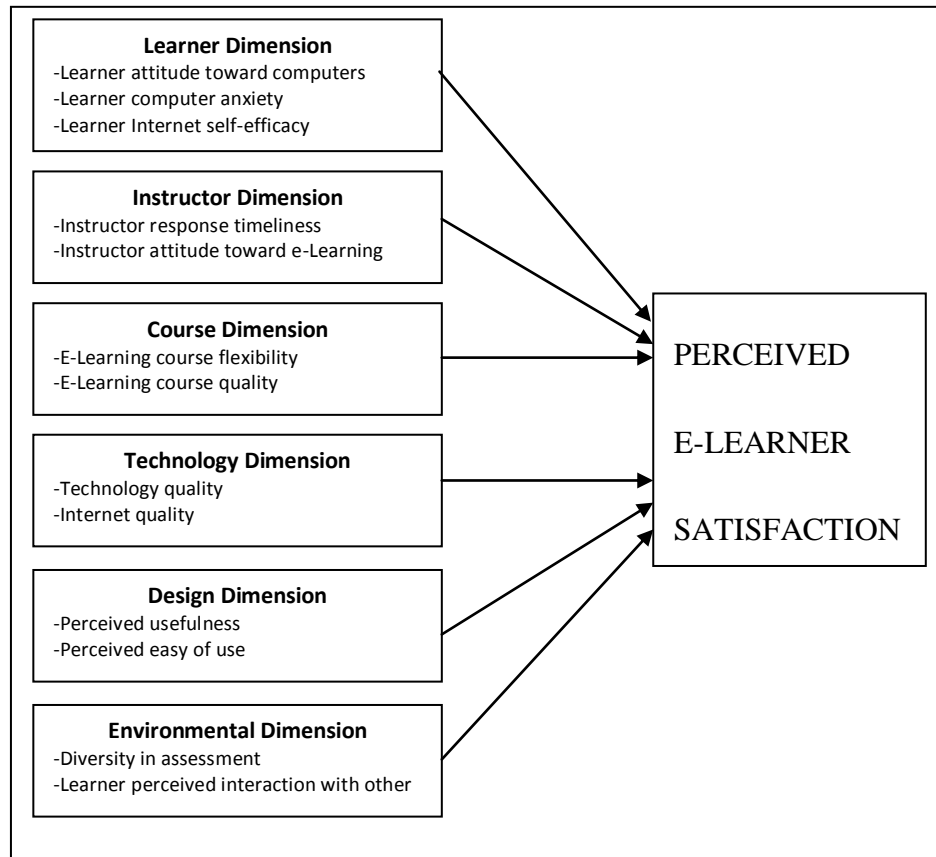 Learner Dimension
-Learner attitude toward computers
-Learner computer anxiety
-Learner Internet self-efficacy
Instructor Dimension
-Instructor response timeliness
-Instructor attitude toward e-Learning
Course Dimension
-E-Learning course flexibility
-E-Learning course quality
Technology Dimension
-Technology quality
-Internet quality
Design Dimension
-Perceived usefulness
-Perceived easy of use
Environmental Dimension
-Diversity in assessment
-Learner perceived interaction with other
PERCEIVED
E-LEARNER
SATISFACTION